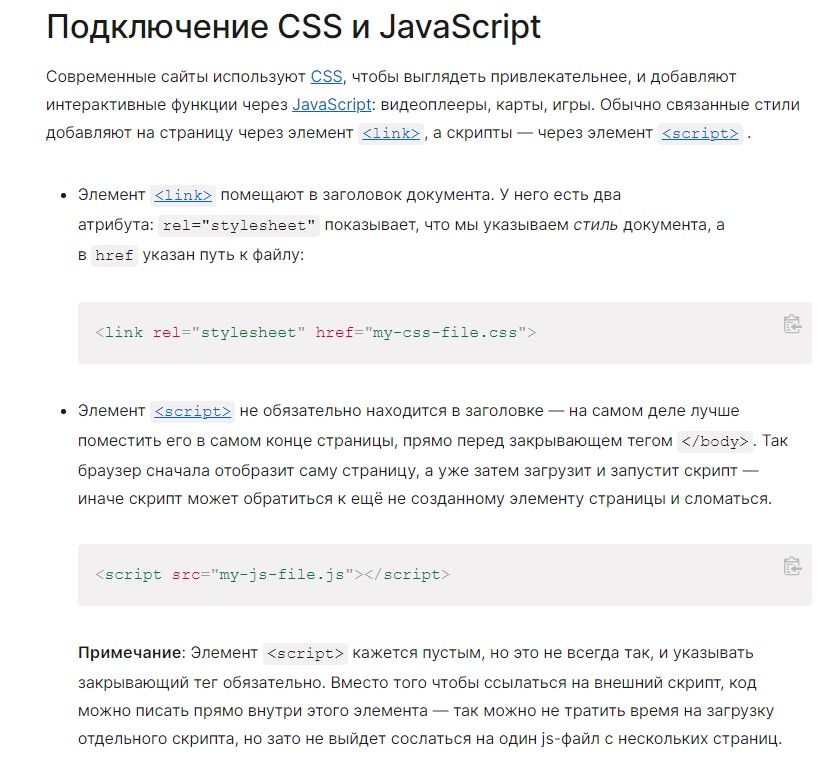 Подключение CSS и JavaScript
Современные сайты используют CSS, чтобы выглядеть привлекательнее, и добавляют
интерактивные функции через JavaScript: видеоплееры, карты, игры. Обычно связанные стили
добавляют на страницу через элемент <link>, а скрипты — через элемент <script> .
• Элемент <link> помещают в заголовок документа. У него есть два
атрибута: rel="stylesheet" показывает, что мы указываем стиль документа, а
в href указан путь к файлу:
<link rel="stylesheet" href="my-css-file.css">
• Элемент <script> не обязательно находится в заголовке — на самом деле лучше
поместить его в самом конце страницы, прямо перед закрывающем тегом </body>. Так
браузер сначала отобразит саму страницу, а уже затем загрузит и запустит скрипт —
иначе скрипт может обратиться к ещё не созданному элементу страницы и сломаться.
<script src="my-js-file.js"></script>
Примечание: Элемент <script> кажется пустым, но это не всегда так, и указывать
закрывающий тег обязательно. Вместо того чтобы ссылаться на внешний скрипт, код
можно писать прямо внутри этого элемента — так можно не тратить время на загрузку
отдельного скрипта, но зато не выйдет сослаться на один js-файл с нескольких страниц.